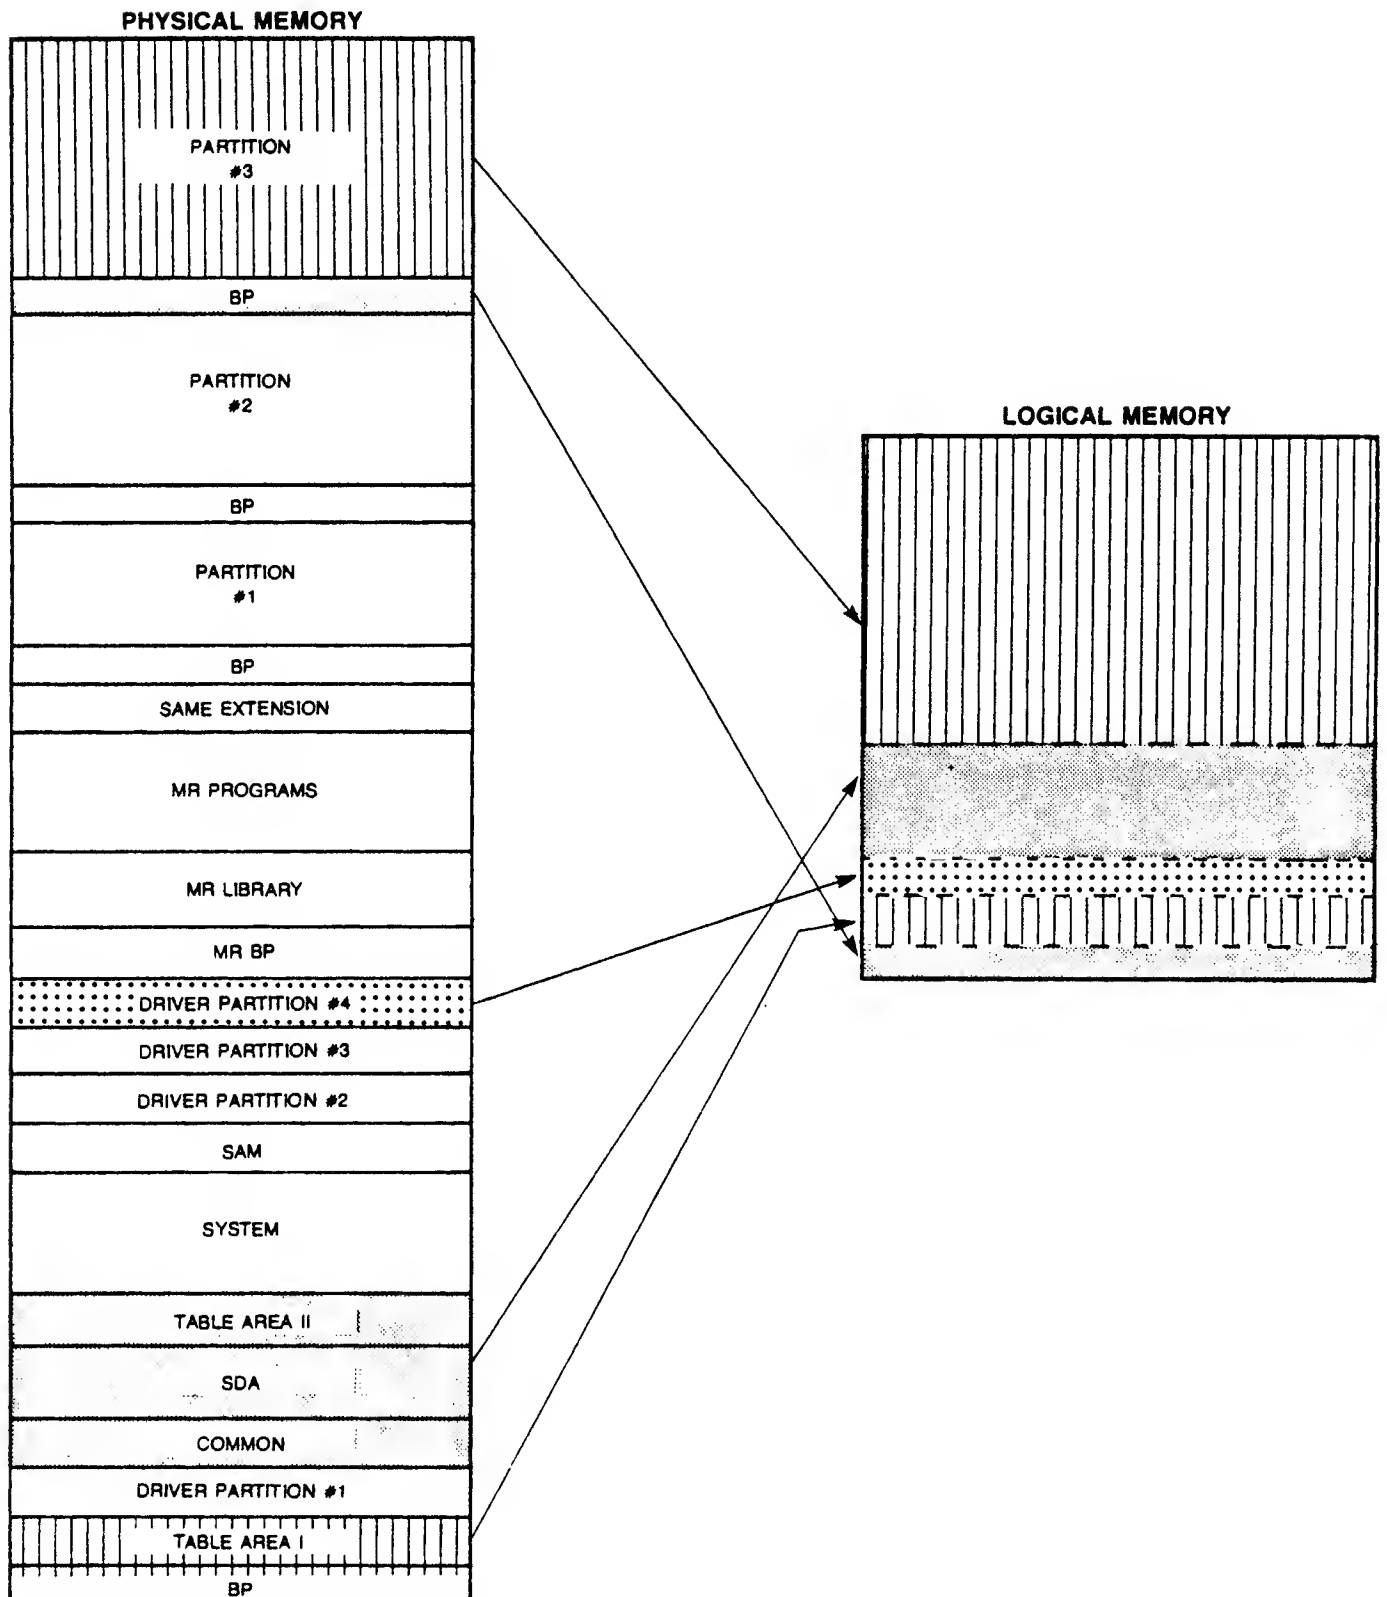 PHYSICAL MEMORY
PARTITION
#3
BP
PARTITION
#2
BP
PARTITION
#1
BP
SAME EXTENSION
MR PROGRAMS
MR LIBRARY
MR BP
DRIVER PARTITION #4
DRIVER PARTITION #3
DRIVER PARTITION #2
SAM
SYSTEM
TABLE AREA II
SDA
COMMON
DRIVER PARTITION #1
TABLE AREA I
BP
LOGICAL MEMORY